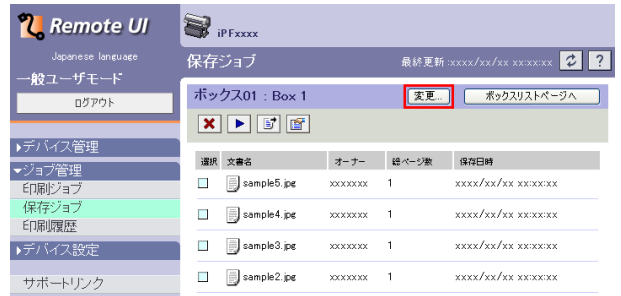 Remote UI
iPFxxxx
Japanese language
一般ユーザモード
ログアウト
保存ジョブ
最終更新 :xxxx/xx/xx xx:xx:xx
?
ボックス01 : Box 1
変更...
ボックスリストページへ
▶デバイス管理
▼ジョブ管理
印刷ジョブ
保存ジョブ
印刷履歴
▶デバイス設定
サポートリンク
選択 文書名 オーナー 総ページ数 保存日時
sample5.jpg xxxxxxx 1 xxxx/xx/xx xx:xx:xx
sample4.jpg xxxxxxx 1 xxxx/xx/xx xx:xx:xx
sample3.jpg xxxxxxx 1 xxxx/xx/xx xx:xx:xx
sample2.jpg xxxxxxx 1 xxxx/xx/xx xx:xx:xx